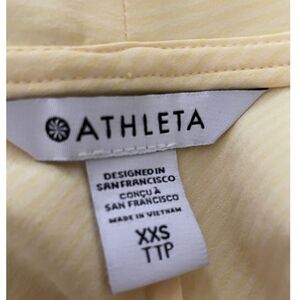 ATHLETA
DESIGNED IN
SAN FRANCISCO
CONÇU À
SAN FRANCISCO
MADE IN VIETNAM
XXS
TTP